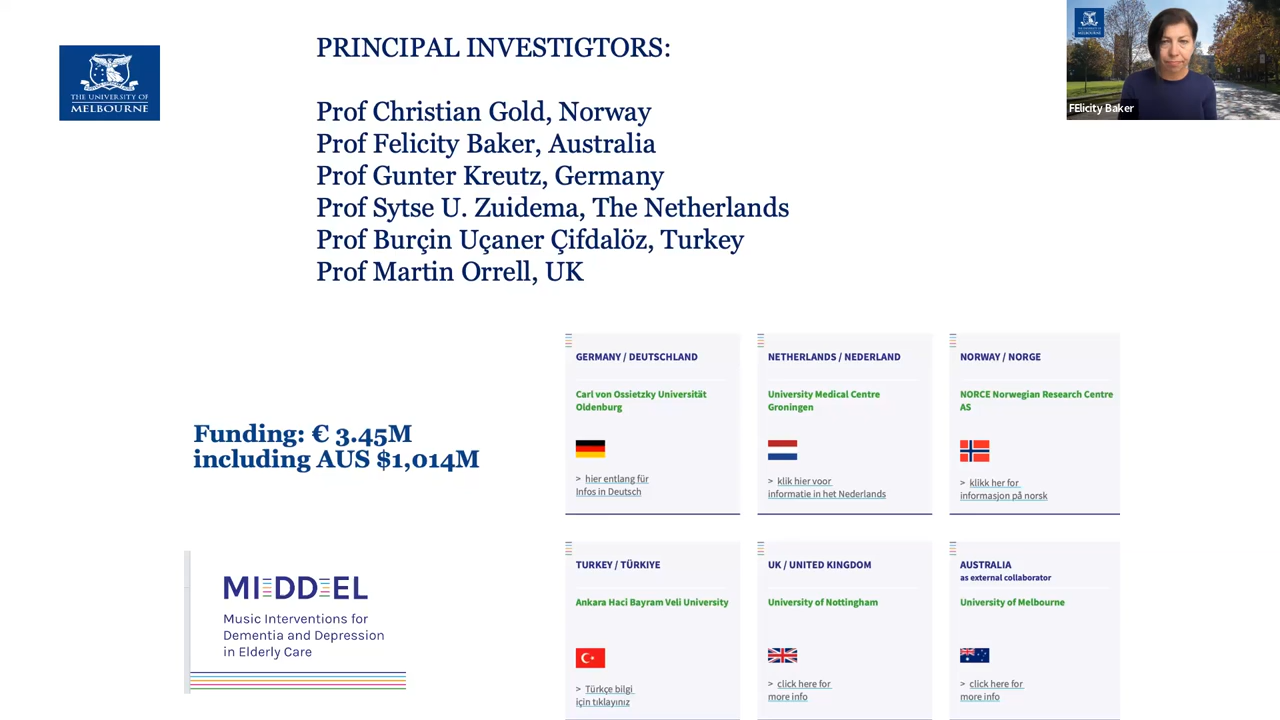 THE UNIVERSITY OF
MELBOURNE
PRINCIPAL INVESTIGTORS:
Prof Christian Gold, Norway
Prof Felicity Baker, Australia
Prof Gunter Kreutz, Germany
Prof Sytse U. Zuidema, The Netherlands
Prof Burçin Uçaner Çifdalöz, Turkey
Prof Martin Orrell, UK
MELBOURNE
FElicity Baker
Funding: € 3.45M
including AUS $1,014M
MIDDEL
Music Interventions for
Dementia and Depression
in Elderly Care
GERMANY / DEUTSCHLAND
Carl von Ossietzky Universität
Oldenburg
> hier entlang für
Infos in Deutsch
NETHERLANDS / NEDERLAND
University Medical Centre
Groningen
> klik hier voor
informatie in het Nederlands
NORWAY / NORGE
NORCE Norwegian Research Centre
AS
> klikk her for
informasjon på norsk
TURKEY / TÜRKIYE
Ankara Haci Bayram Veli University
> Türkçe bilgi
için tıklayınız
UK / UNITED KINGDOM
University of Nottingham
> click here for
more info
AUSTRALIA
as external collaborator
University of Melbourne
> click here for
more info